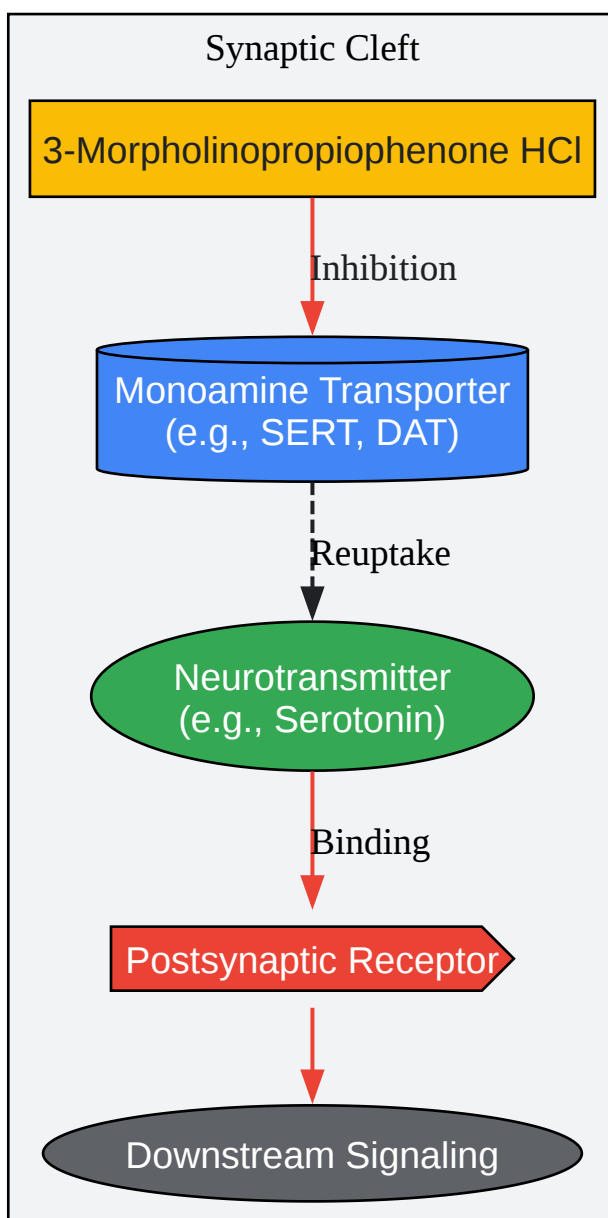 Synaptic Cleft
3-Morpholinopropiophenone HCl
Inhibition
Monoamine Transporter
(e.g., SERT, DAT)
Reuptake
Neurotransmitter
(e.g., Serotonin)
Binding
Postsynaptic Receptor
Downstream Signaling